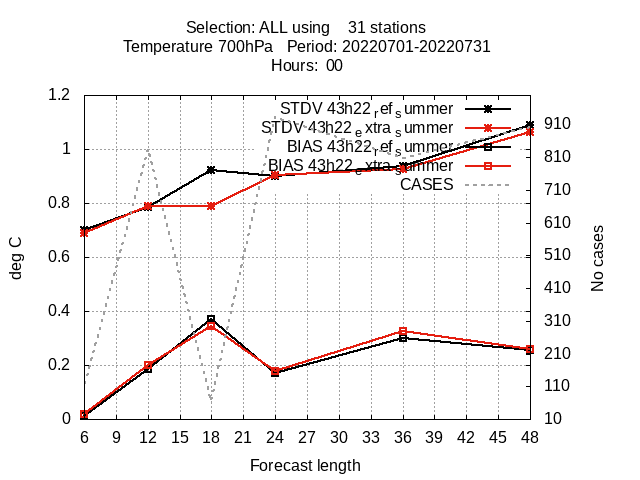 Selection: ALL using    31 stations
Temperature 700hPa   Period: 20220701-20220731
Hours:  00
1.2
1
0.8
0.6
0.4
0.2
0
deg C
STDV 43h22_ref_summer
STDV 43h22_extra_summer
BIAS 43h22_ref_summer
BIAS 43h22_extra_summer
CASES
910
810
710
610
510
410
310
210
110
10
No cases
6 9 12 15 18 21 24 27 30 33 36 39 42 45 48
Forecast length